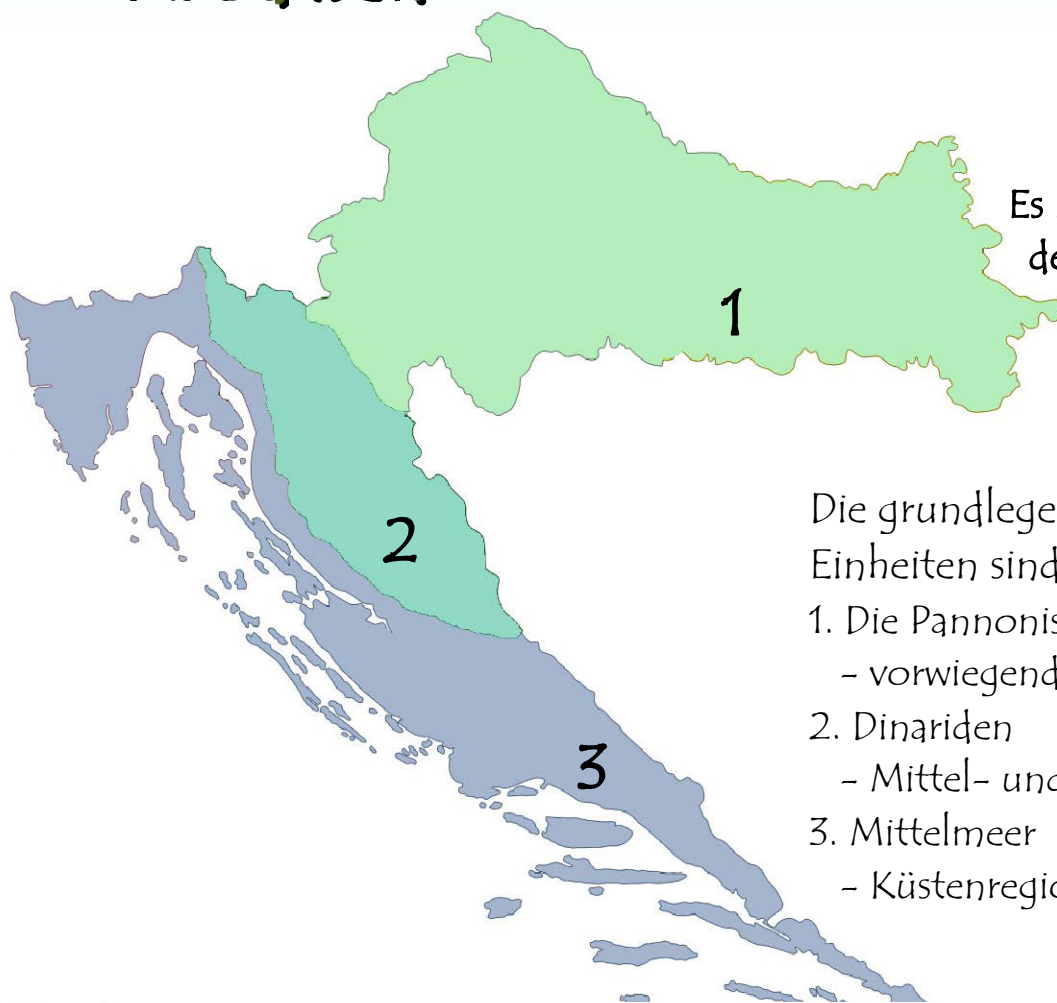 Es
de
1
2
3
Die grundlege
Einheiten sind
1. Die Pannonis
- vorwiegend
2. Dinariden
- Mittel- und
3. Mittelmeer
- Küstenregio